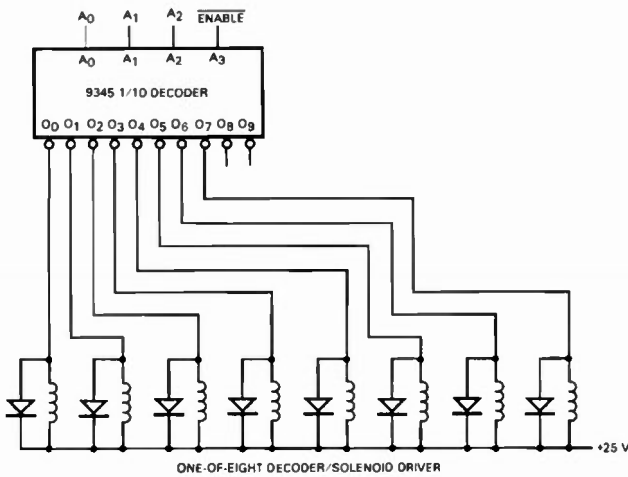 A0 A1 A2 ENABLE
A0 A1 A2 A3
9345 1/10 DECODER
O0 O1 O2 O3 O4 O5 O6 O7 O8 O9
+25 V
ONE-OF-EIGHT DECODER/SOLENOID DRIVER